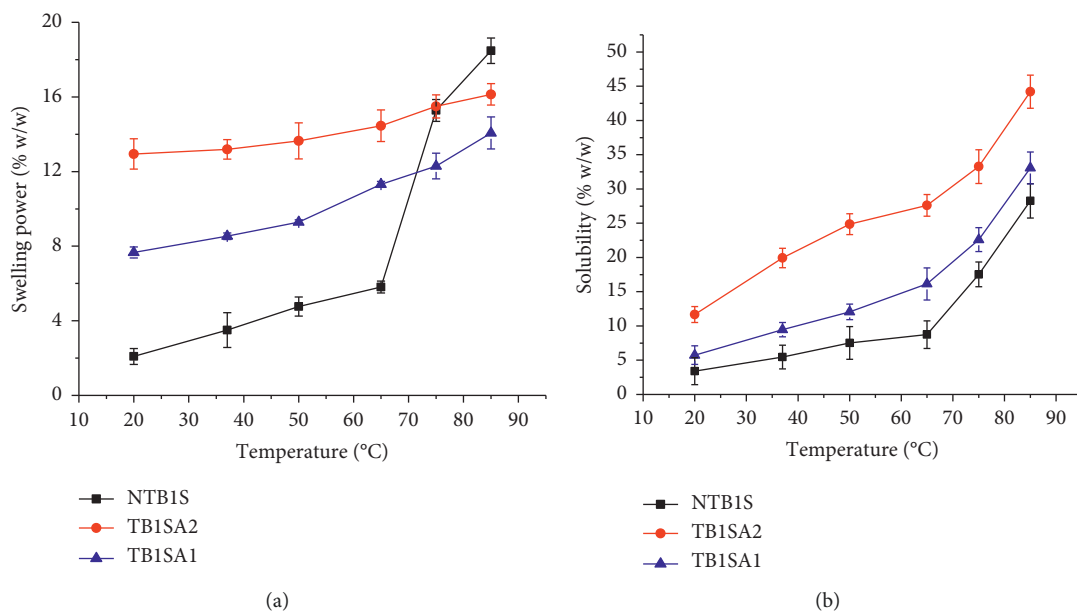 20
16
12
8
4
0
Swelling power (% w/w)
10 20 30 40 50 60 70 80 90
Temperature (°C)
NTB1S
TB1SA2
TB1SA1
(a)
50
45
40
35
30
25
20
15
10
5
0
Solubility (% w/w)
10 20 30 40 50 60 70 80 90
Temperature (°C)
NTB1S
TB1SA2
TB1SA1
(b)